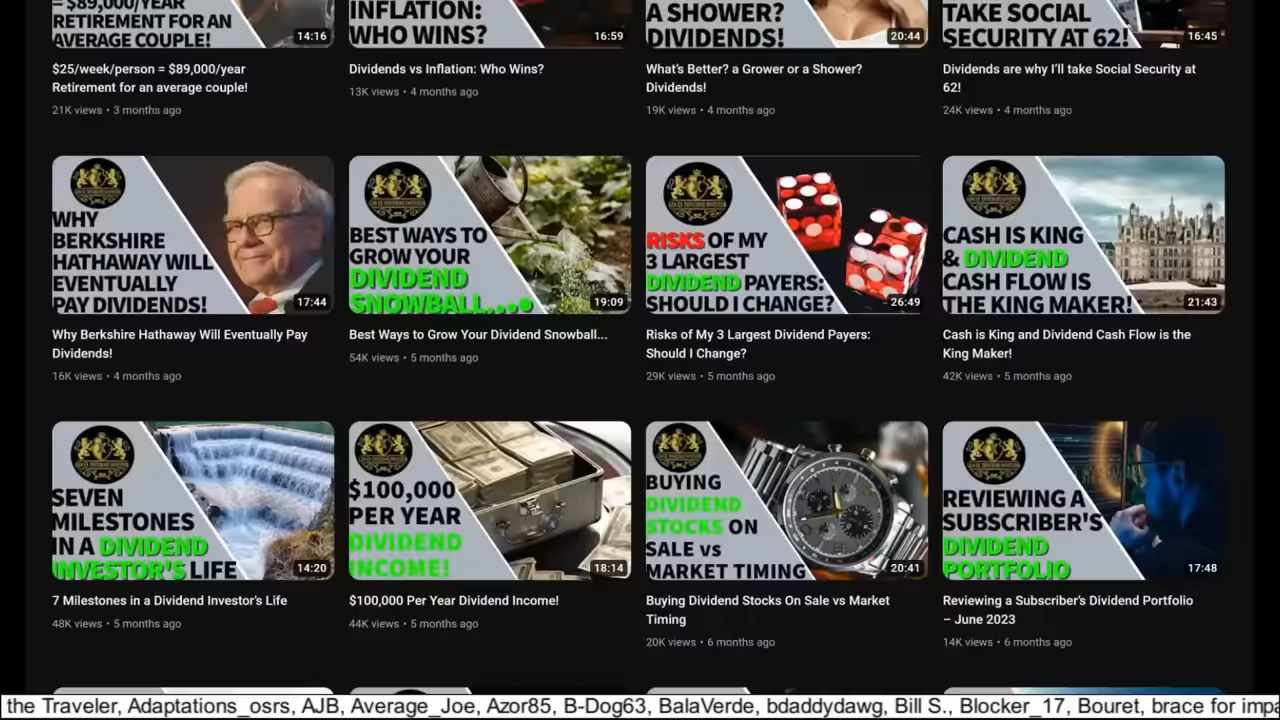 = $89,000/YEAR
RETIREMENT FOR AN
AVERAGE COUPLE!
14:16
INFLATION:
WHO WINS?
16:59
A SHOWER?
DIVIDENDS!
20:44
TAKE SOCIAL
SECURITY AT 62!
16:45
$25/week/person = $89,000/year
Retirement for an average couple!
21K views • 3 months ago
Dividends vs Inflation: Who Wins?
13K views • 4 months ago
What's Better? a Grower or a Shower?
Dividends!
19K views • 4 months ago
Dividends are why I'll take Social Security at
62!
24K views • 4 months ago
WHY
BERKSHIRE
HATHAWAY WILL
EVENTUALLY
PAY DIVIDENDS!
17:44
BEST WAYS TO
GROW YOUR
DIVIDEND
SNOWBALL....
19:09
RISKS OF MY
3 LARGEST
DIVIDEND PAYERS:
SHOULD I CHANGE?
26:49
CASH IS KING
& DIVIDEND
CASH FLOW IS
THE KING MAKER!
21:43
Why Berkshire Hathaway Will Eventually Pay
Dividends!
16K views • 4 months ago
Best Ways to Grow Your Dividend Snowball...
54K views • 5 months ago
Risks of My 3 Largest Dividend Payers:
Should I Change?
29K views • 5 months ago
Cash is King and Dividend Cash Flow is the
King Maker!
42K views • 5 months ago
SEVEN
MILESTONES
IN A DIVIDEND
INVESTOR'S LIFE
14:20
$100,000
PER YEAR
DIVIDEND
INCOME!
18:14
BUYING
DIVIDEND
STOCKS ON
SALE vs
MARKET TIMING
20:41
REVIEWING A
SUBSCRIBER'S
DIVIDEND
PORTFOLIO
17:48
7 Milestones in a Dividend Investor's Life
48K views • 5 months ago
$100,000 Per Year Dividend Income!
44K views • 5 months ago
Buying Dividend Stocks On Sale vs Market
Timing
20K views • 6 months ago
Reviewing a Subscriber's Dividend Portfolio
– June 2023
14K views • 6 months ago
the Traveler, Adaptations_osrs, AJB, Average_Joe, Azor85, B-Dog63, BalaVerde, bdaddydawg, Bill S., Blocker_17, Bouret, brace for impa